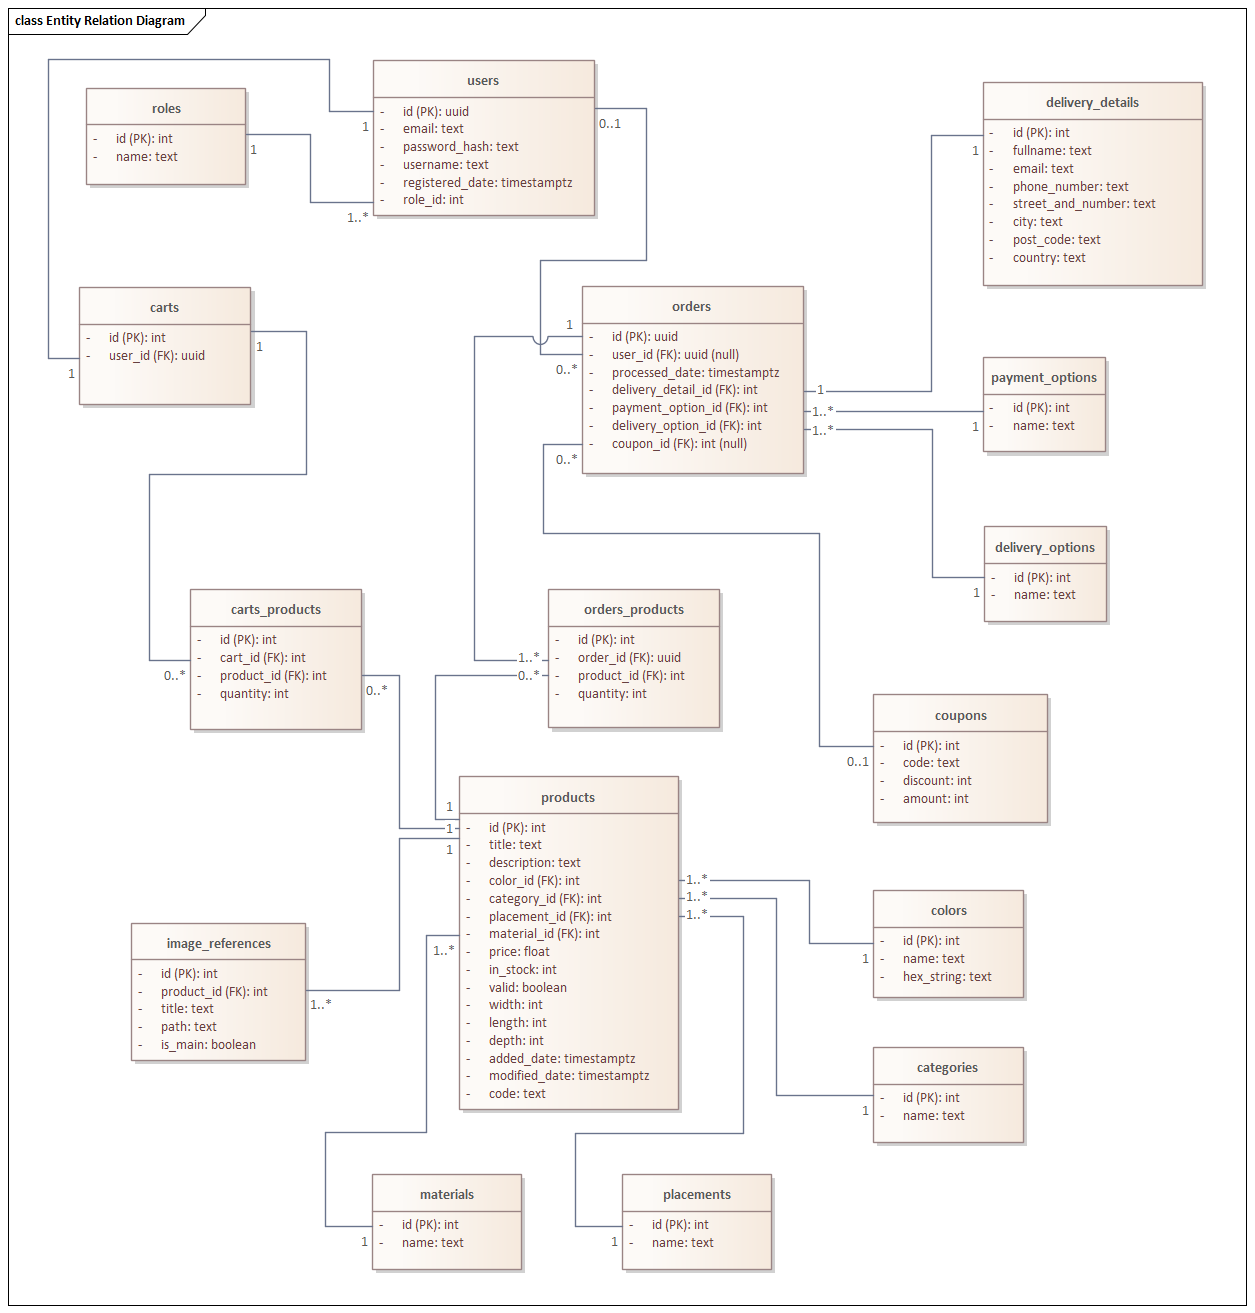 class Entity Relation Diagram
users
- id (PK): uuid
- email: text
- password_hash: text
- username: text
- registered_date: timestamptz
- role_id: int
1
1..*
0..1
roles
- id (PK): int
- name: text
1
delivery_details
- id (PK): int
- fullname: text
- email: text
- phone_number: text
- street_and_number: text
- city: text
- post_code: text
- country: text
1
carts
- id (PK): int
- user_id (FK): uuid
1
1
orders
- id (PK): uuid
- user_id (FK): uuid (null)
- processed_date: timestamptz
- delivery_detail_id (FK): int
- payment_option_id (FK): int
- delivery_option_id (FK): int
- coupon_id (FK): int (null)
1
0..*
0..*
1
1..*
1..*
payment_options
- id (PK): int
- name: text
1
delivery_options
- id (PK): int
- name: text
1
carts_products
- id (PK): int
- cart_id (FK): int
- product_id (FK): int
- quantity: int
0..*
0..*
orders_products
- id (PK): int
- order_id (FK): uuid
- product_id (FK): int
- quantity: int
1..*
0..*
coupons
- id (PK): int
- code: text
- discount: int
- amount: int
0..1
products
- id (PK): int
- title: text
- description: text
- color_id (FK): int
- category_id (FK): int
- placement_id (FK): int
- material_id (FK): int
- price: float
- in_stock: int
- valid: boolean
- width: int
- length: int
- depth: int
- added_date: timestamptz
- modified_date: timestamptz
- code: text
1
1
1
1..*
1..*
1..*
1..*
colors
- id (PK): int
- name: text
- hex_string: text
1
image_references
- id (PK): int
- product_id (FK): int
- title: text
- path: text
- is_main: boolean
1..*
categories
- id (PK): int
- name: text
1
materials
- id (PK): int
- name: text
1
placements
- id (PK): int
- name: text
1